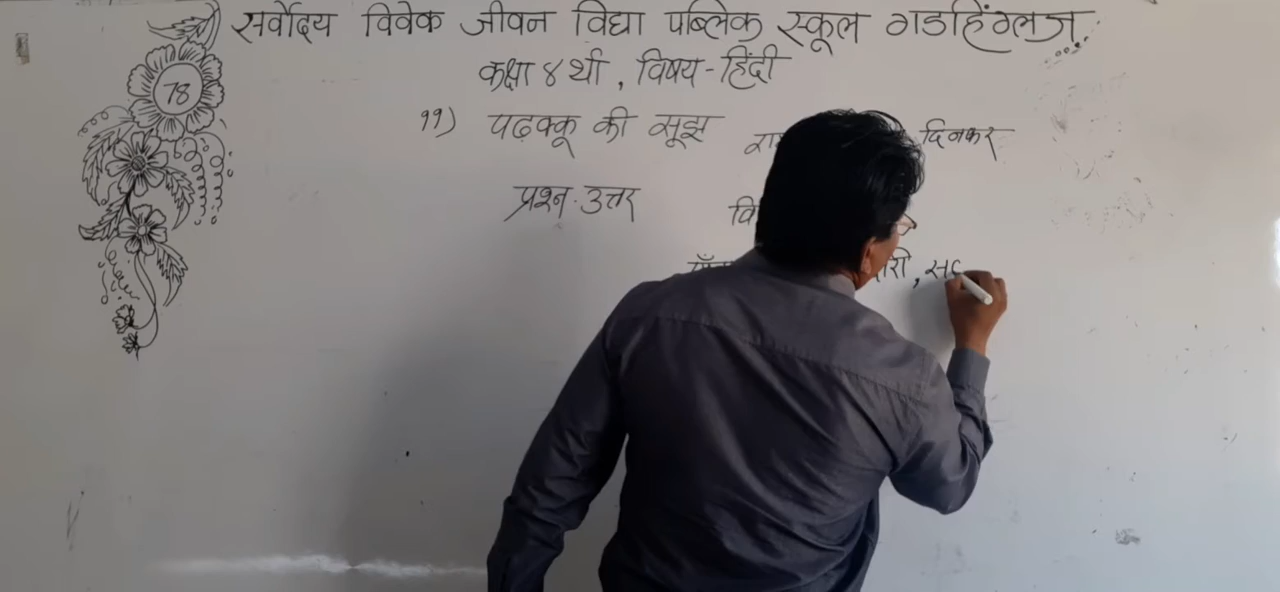 सर्वोदय विवेक जीवन विद्या पब्लिक स्कूल गडहिंग्लज.
कक्षा ४ थी , विषय - हिंदी
78
११) पढ़क्कू की सूझ
दिनकर
प्रश्न - उत्तर